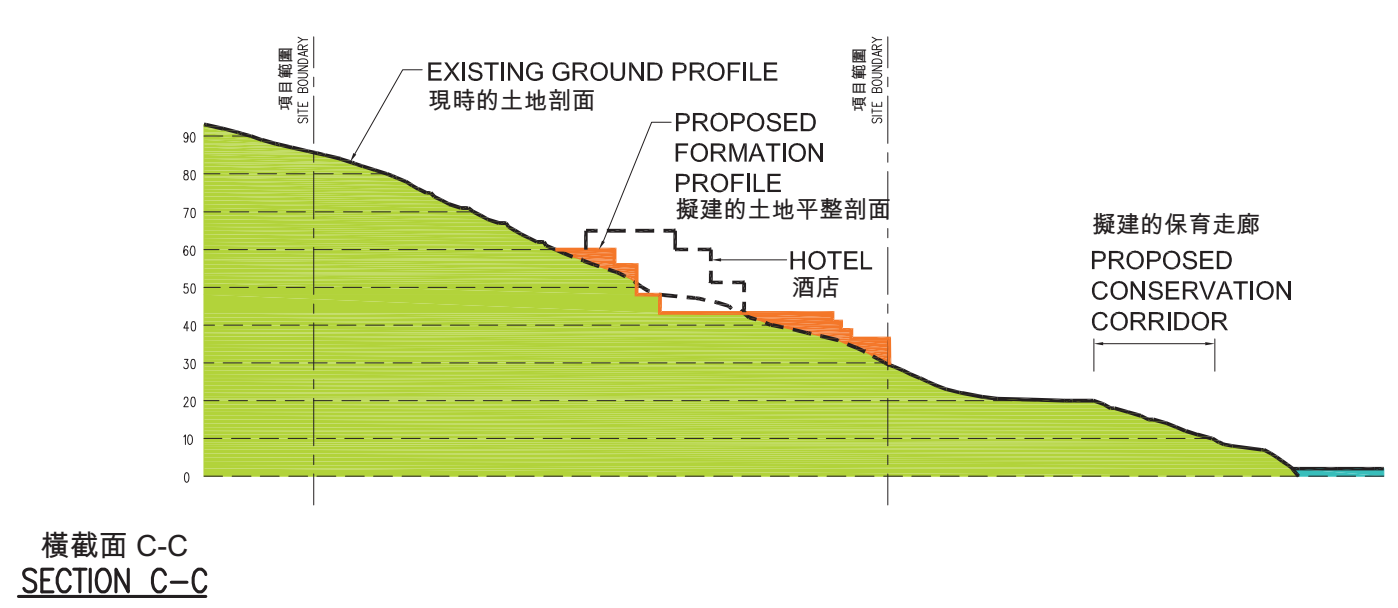 項目範圍
SITE BOUNDARY
EXISTING GROUND PROFILE
現時的土地剖面
PROPOSED
FORMATION
PROFILE
擬建的土地平整剖面
項目範圍
SITE BOUNDARY
HOTEL
酒店
擬建的保育走廊
PROPOSED
CONSERVATION
CORRIDOR
90
80
70
60
50
40
30
20
10
0
橫截面 C-C
SECTION C-C